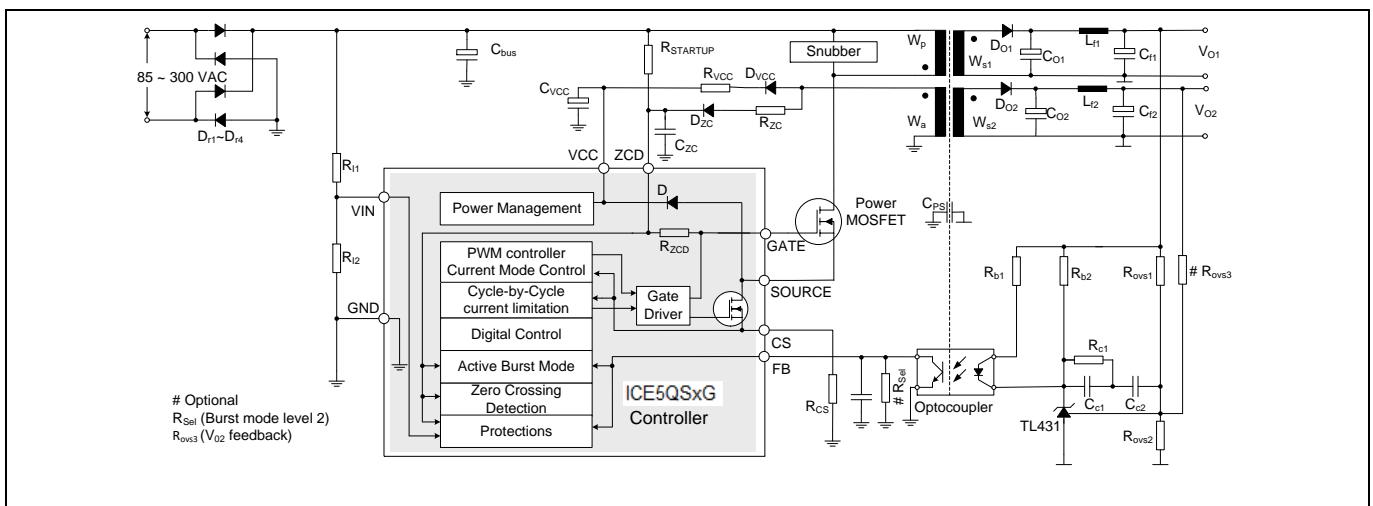 85 ~ 300 VAC
Dr1~Dr4
Cbus
RSTARTUP
Snubber
Wp
Ws1
DO1
CO1
Lf1
Cf1
VO1
CVCC
RVCC
DVCC
DZC
RZC
CZC
Wa
Ws2
DO2
CO2
Lf2
Cf2
VO2
VCC
ZCD
RI1
VIN
RI2
GND
Power Management
D
RZCD
GATE
Power
MOSFET
CPS
PWM controller
Current Mode Control
Cycle-by-Cycle
current limitation
Gate
Driver
SOURCE
Digital Control
CS
Active Burst Mode
FB
Zero Crossing
Detection
Protections
ICE5QSxG
Controller
RCS
# RSel
Optocoupler
Rb1
Rb2
Rovs1
# Rovs3
Rc1
Cc1
Cc2
TL431
Rovs2
# Optional
RSel (Burst mode level 2)
Rovs3 (V02 feedback)